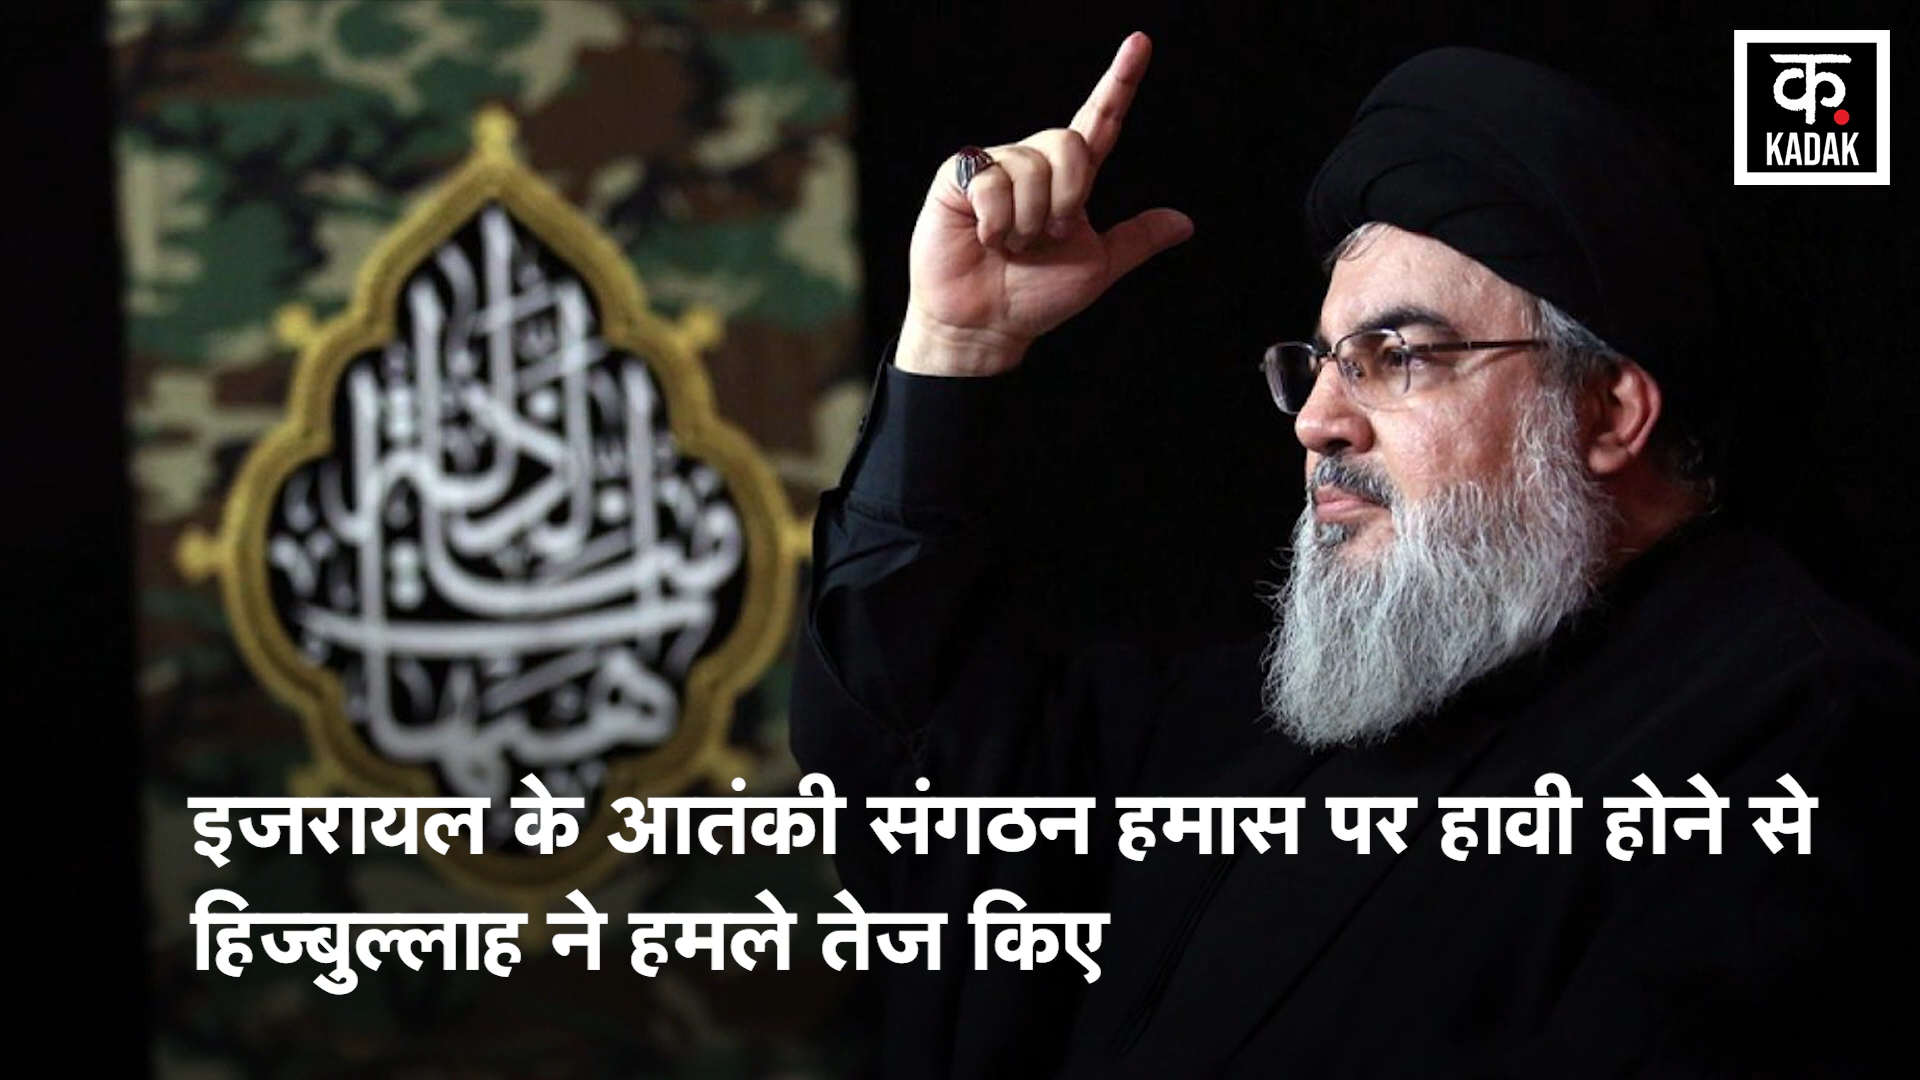 क.
KADAK
इजरायल के आतंकी संगठन हमास पर हावी होने से
हिज्बुल्लाह ने हमले तेज किए